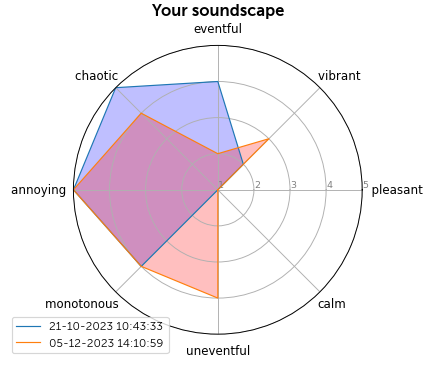 Your soundscape
eventful
chaotic
vibrant
annoying
1
2
3
4
5
pleasant
monotonous
calm
21-10-2023 10:43:33
05-12-2023 14:10:59
uneventful